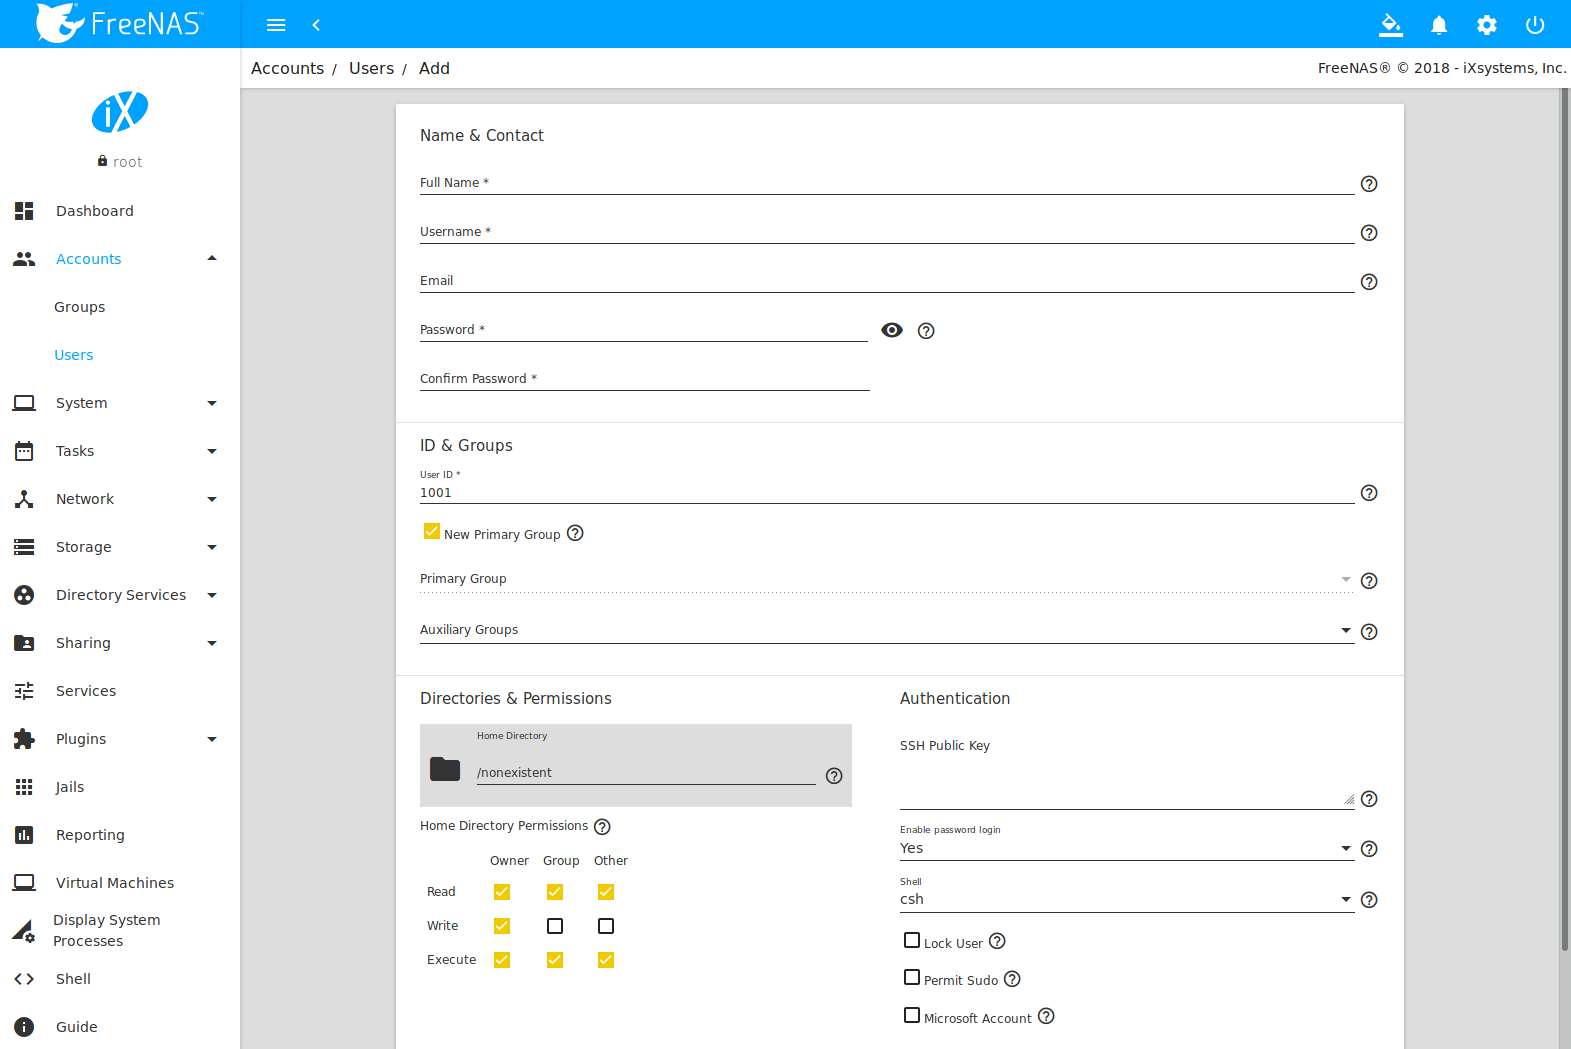 FreeNAS™
Accounts / Users / Add
FreeNAS® © 2018 - iXsystems, Inc.
iX
root
Dashboard
Accounts
Groups
Users
System
Tasks
Network
Storage
Directory Services
Sharing
Services
Plugins
Jails
Reporting
Virtual Machines
Display System
Processes
Shell
Guide
Name & Contact
Full Name *
Username *
Email
Password *
Confirm Password *
ID & Groups
User ID *
1001
New Primary Group
Primary Group
Auxiliary Groups
Directories & Permissions
Home Directory
/nonexistent
Home Directory Permissions
Owner Group Other
Read
Write
Execute
Authentication
SSH Public Key
Enable password login
Yes
Shell
csh
Lock User
Permit Sudo
Microsoft Account